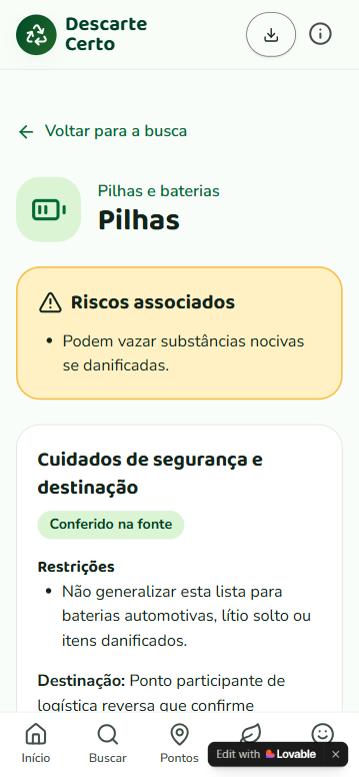 Descarte
Certo
Voltar para a busca
Pilhas e baterias
Pilhas
Riscos associados
• Podem vazar substâncias nocivas
se danificadas.
Cuidados de segurança e
destinação
Conferido na fonte
Restrições
• Não generalizar esta lista para
baterias automotivas, lítio solto ou
itens danificados.
Destinação: Ponto participante de
logística reversa que confirme
Início
Buscar
Pontos
Edit with Lovable ×